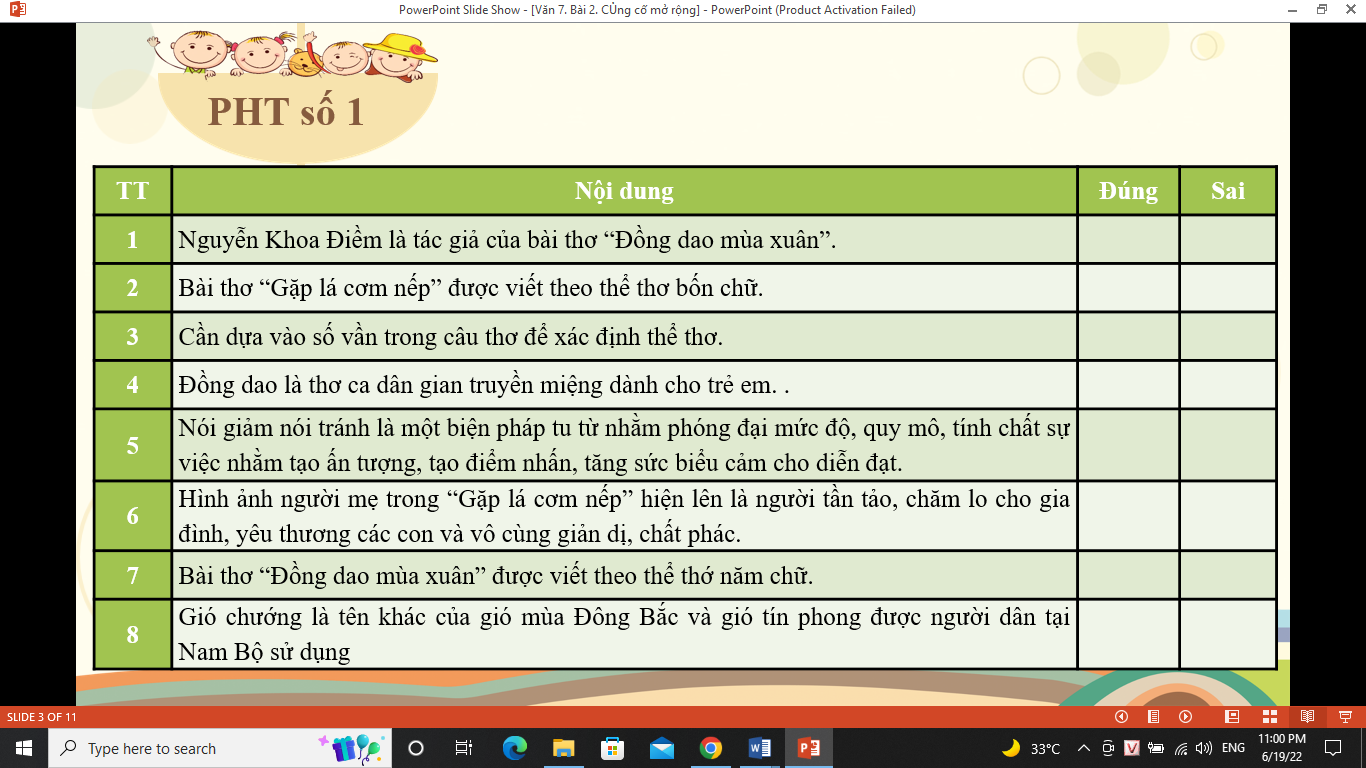 PowerPoint Slide Show - [Văn 7. Bài 2. CỦng cố mở rộng] - PowerPoint (Product Activation Failed)
PHT số 1
TT Nội dung Đúng Sai
1 Nguyễn Khoa Điềm là tác giả của bài thơ “Đồng dao mùa xuân”.
2 Bài thơ “Gặp lá cơm nếp” được viết theo thể thơ bốn chữ.
3 Cần dựa vào số vần trong câu thơ để xác định thể thơ.
4 Đồng dao là thơ ca dân gian truyền miệng dành cho trẻ em. .
5 Nói giảm nói tránh là một biện pháp tu từ nhằm phóng đại mức độ, quy mô, tính chất sự
việc nhằm tạo ấn tượng, tạo điểm nhấn, tăng sức biểu cảm cho diễn đạt.
6 Hình ảnh người mẹ trong “Gặp lá cơm nếp” hiện lên là người tần tảo, chăm lo cho gia
đình, yêu thương các con và vô cùng giản dị, chất phác.
7 Bài thơ “Đồng dao mùa xuân” được viết theo thể thớ năm chữ.
8 Gió chướng là tên khác của gió mùa Đông Bắc và gió tín phong được người dân tại
Nam Bộ sử dụng
SLIDE 3 OF 11
Type here to search
33°C
ENG
11:00 PM
6/19/22